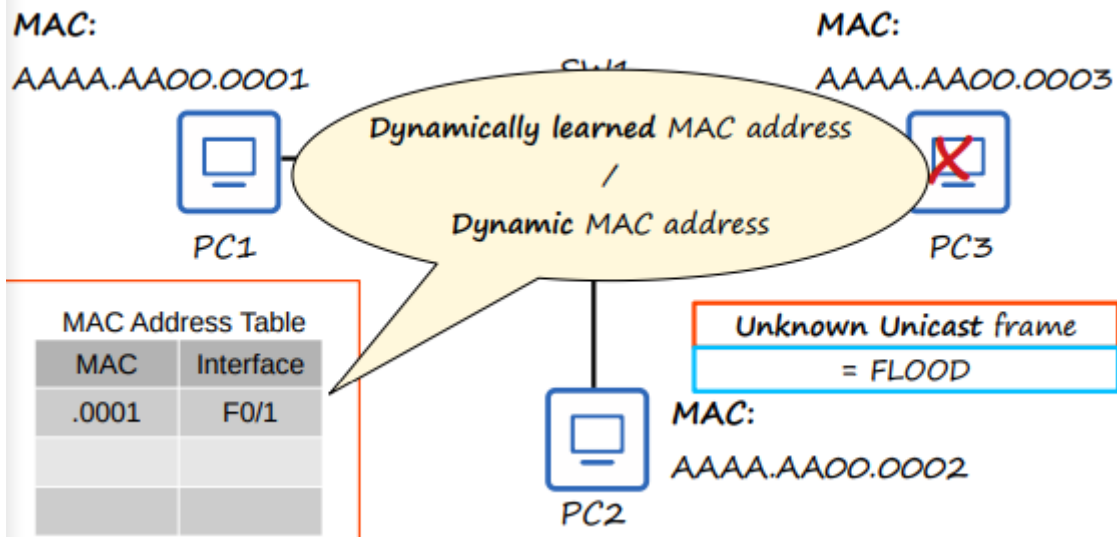 MAC:
AAAA.AA00.0001
MAC:
AAAA.AA00.0003
SW1
Dynamically learned MAC address
/
Dynamic MAC address
PC1
PC3
MAC Address Table
MAC Interface
.0001 F0/1
Unknown Unicast frame
= FLOOD
MAC:
AAAA.AA00.0002
PC2